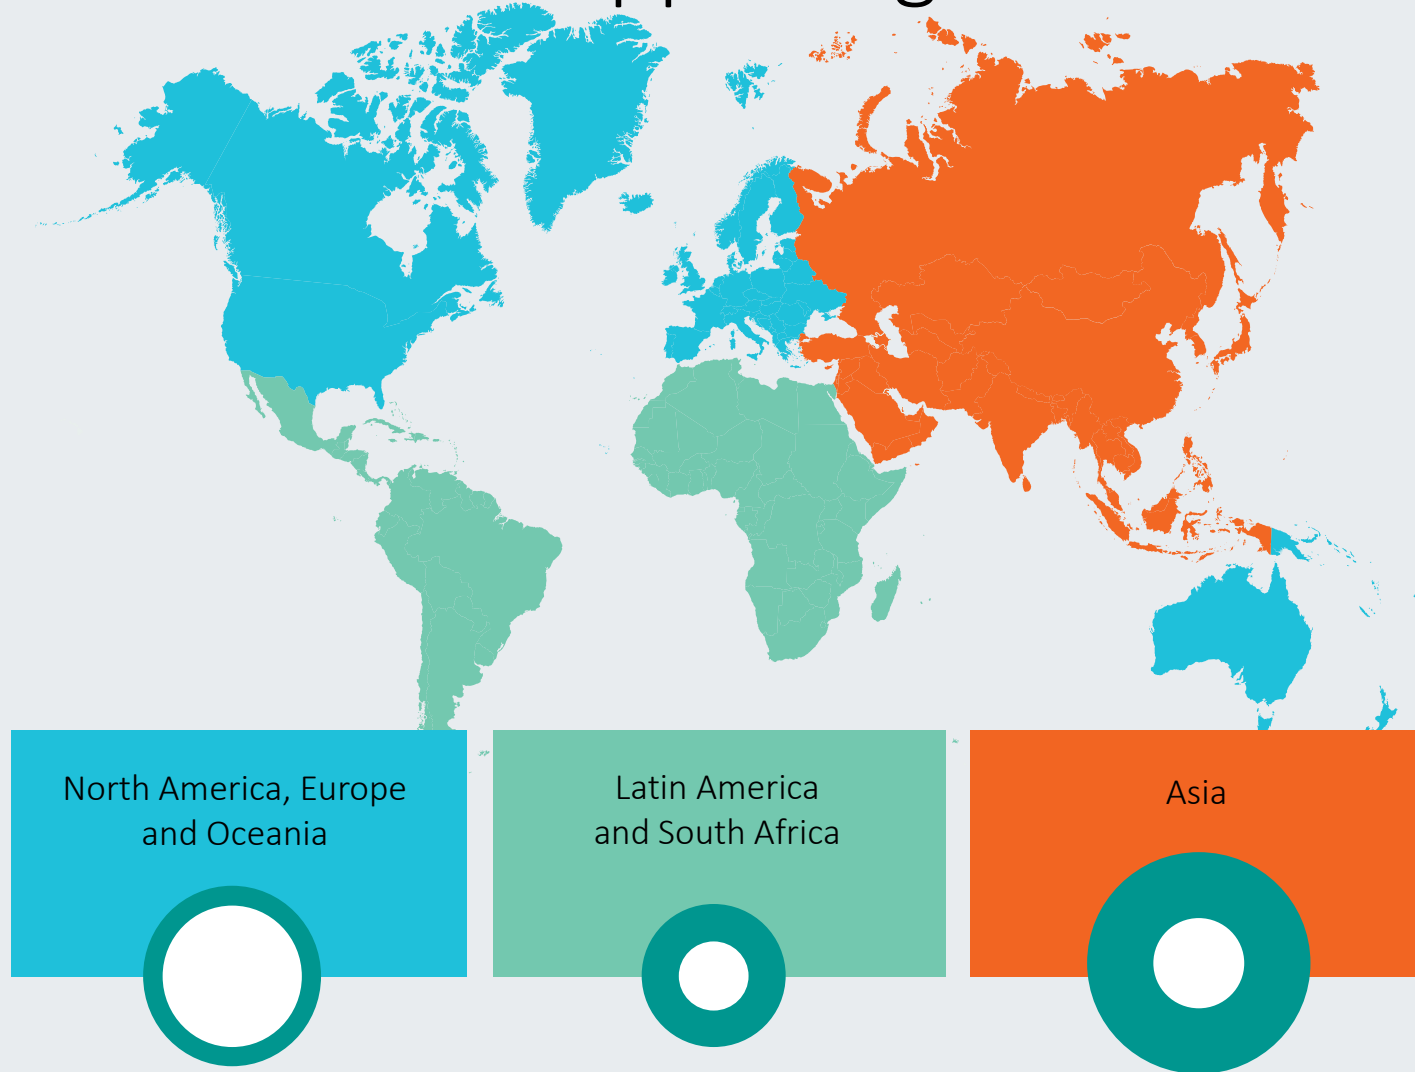 North America, Europe
and Oceania
Latin America
and South Africa
Asia